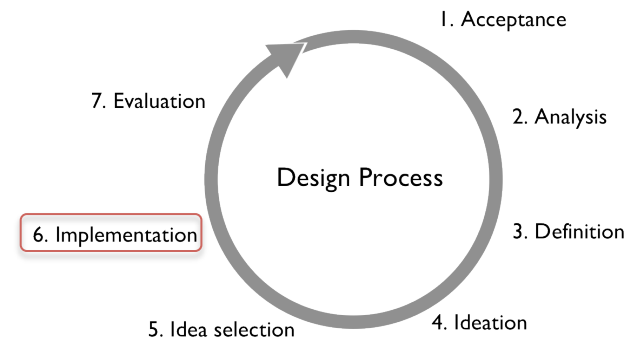 Design Process
1. Acceptance
2. Analysis
3. Definition
4. Ideation
5. Idea selection
6. Implementation
7. Evaluation